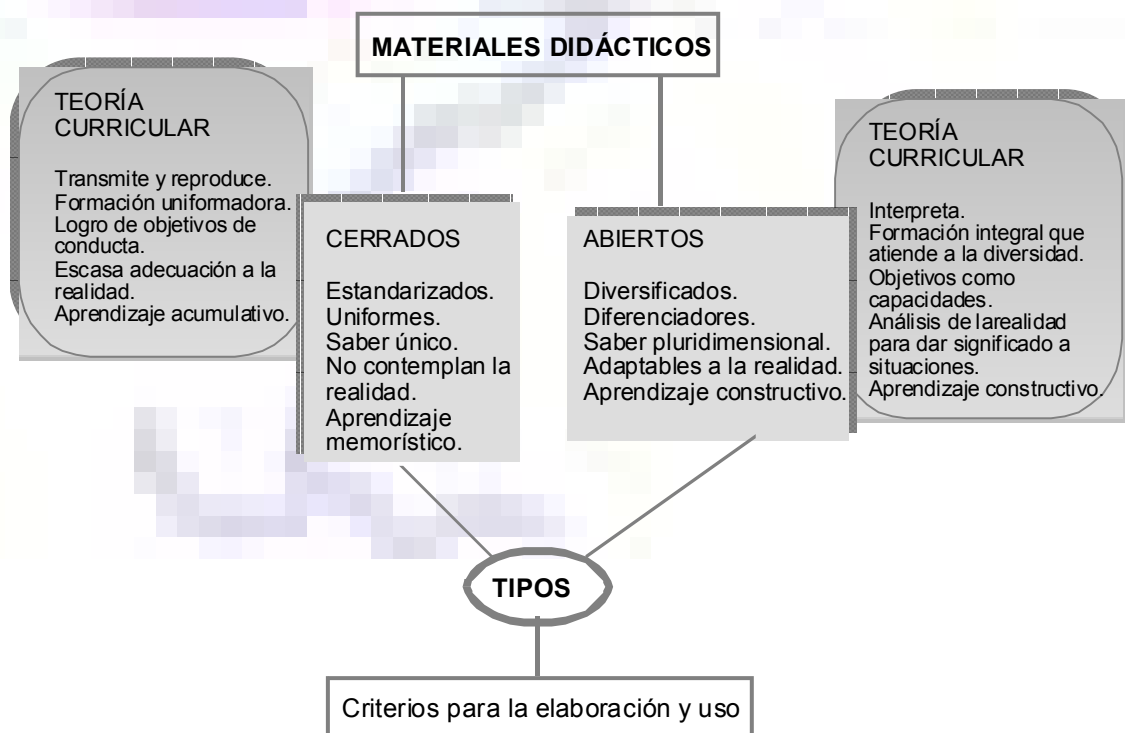 MATERIALES DIDÁCTICOS
TEORÍA
CURRICULAR
Transmite y reproduce.
Formación uniformadora.
Logro de objetivos de
conducta.
Escasa adecuación a la
realidad.
Aprendizaje acumulativo.
CERRADOS
Estandarizados.
Uniformes.
Saber único.
No contemplan la
realidad.
Aprendizaje
memorístico.
ABIERTOS
Diversificados.
Diferenciadores.
Saber pluridimensional.
Adaptables a la realidad.
Aprendizaje constructivo.
TEORÍA
CURRICULAR
Interpreta.
Formación integral que
atiende a la diversidad.
Objetivos como
capacidades.
Análisis de larealidad
para dar significado a
situaciones.
Aprendizaje constructivo.
TIPOS
Criterios para la elaboración y uso